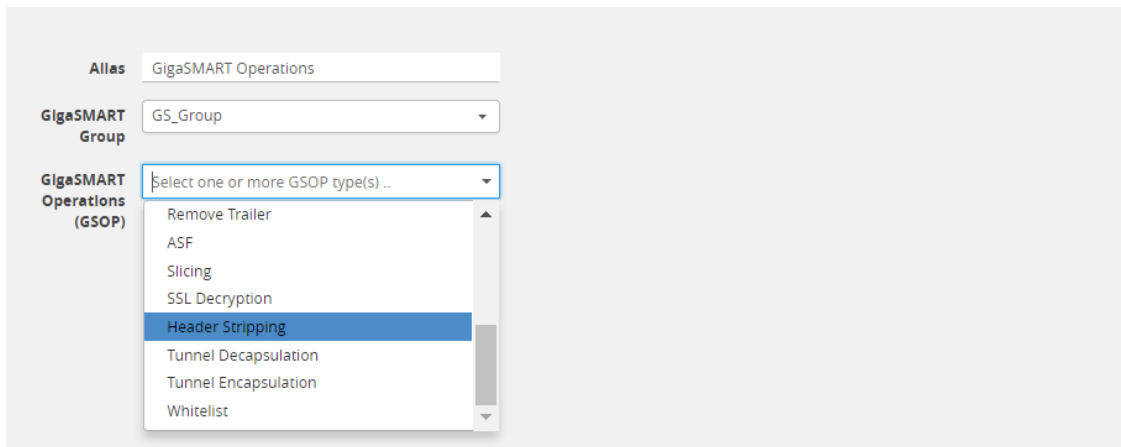 Alias
GigaSMART Operations
GigaSMART
Group
GS_Group
GigaSMART
Operations
(GSOP)
Select one or more GSOP type(s) ..
Remove Trailer
ASF
Slicing
SSL Decryption
Header Stripping
Tunnel Decapsulation
Tunnel Encapsulation
Whitelist